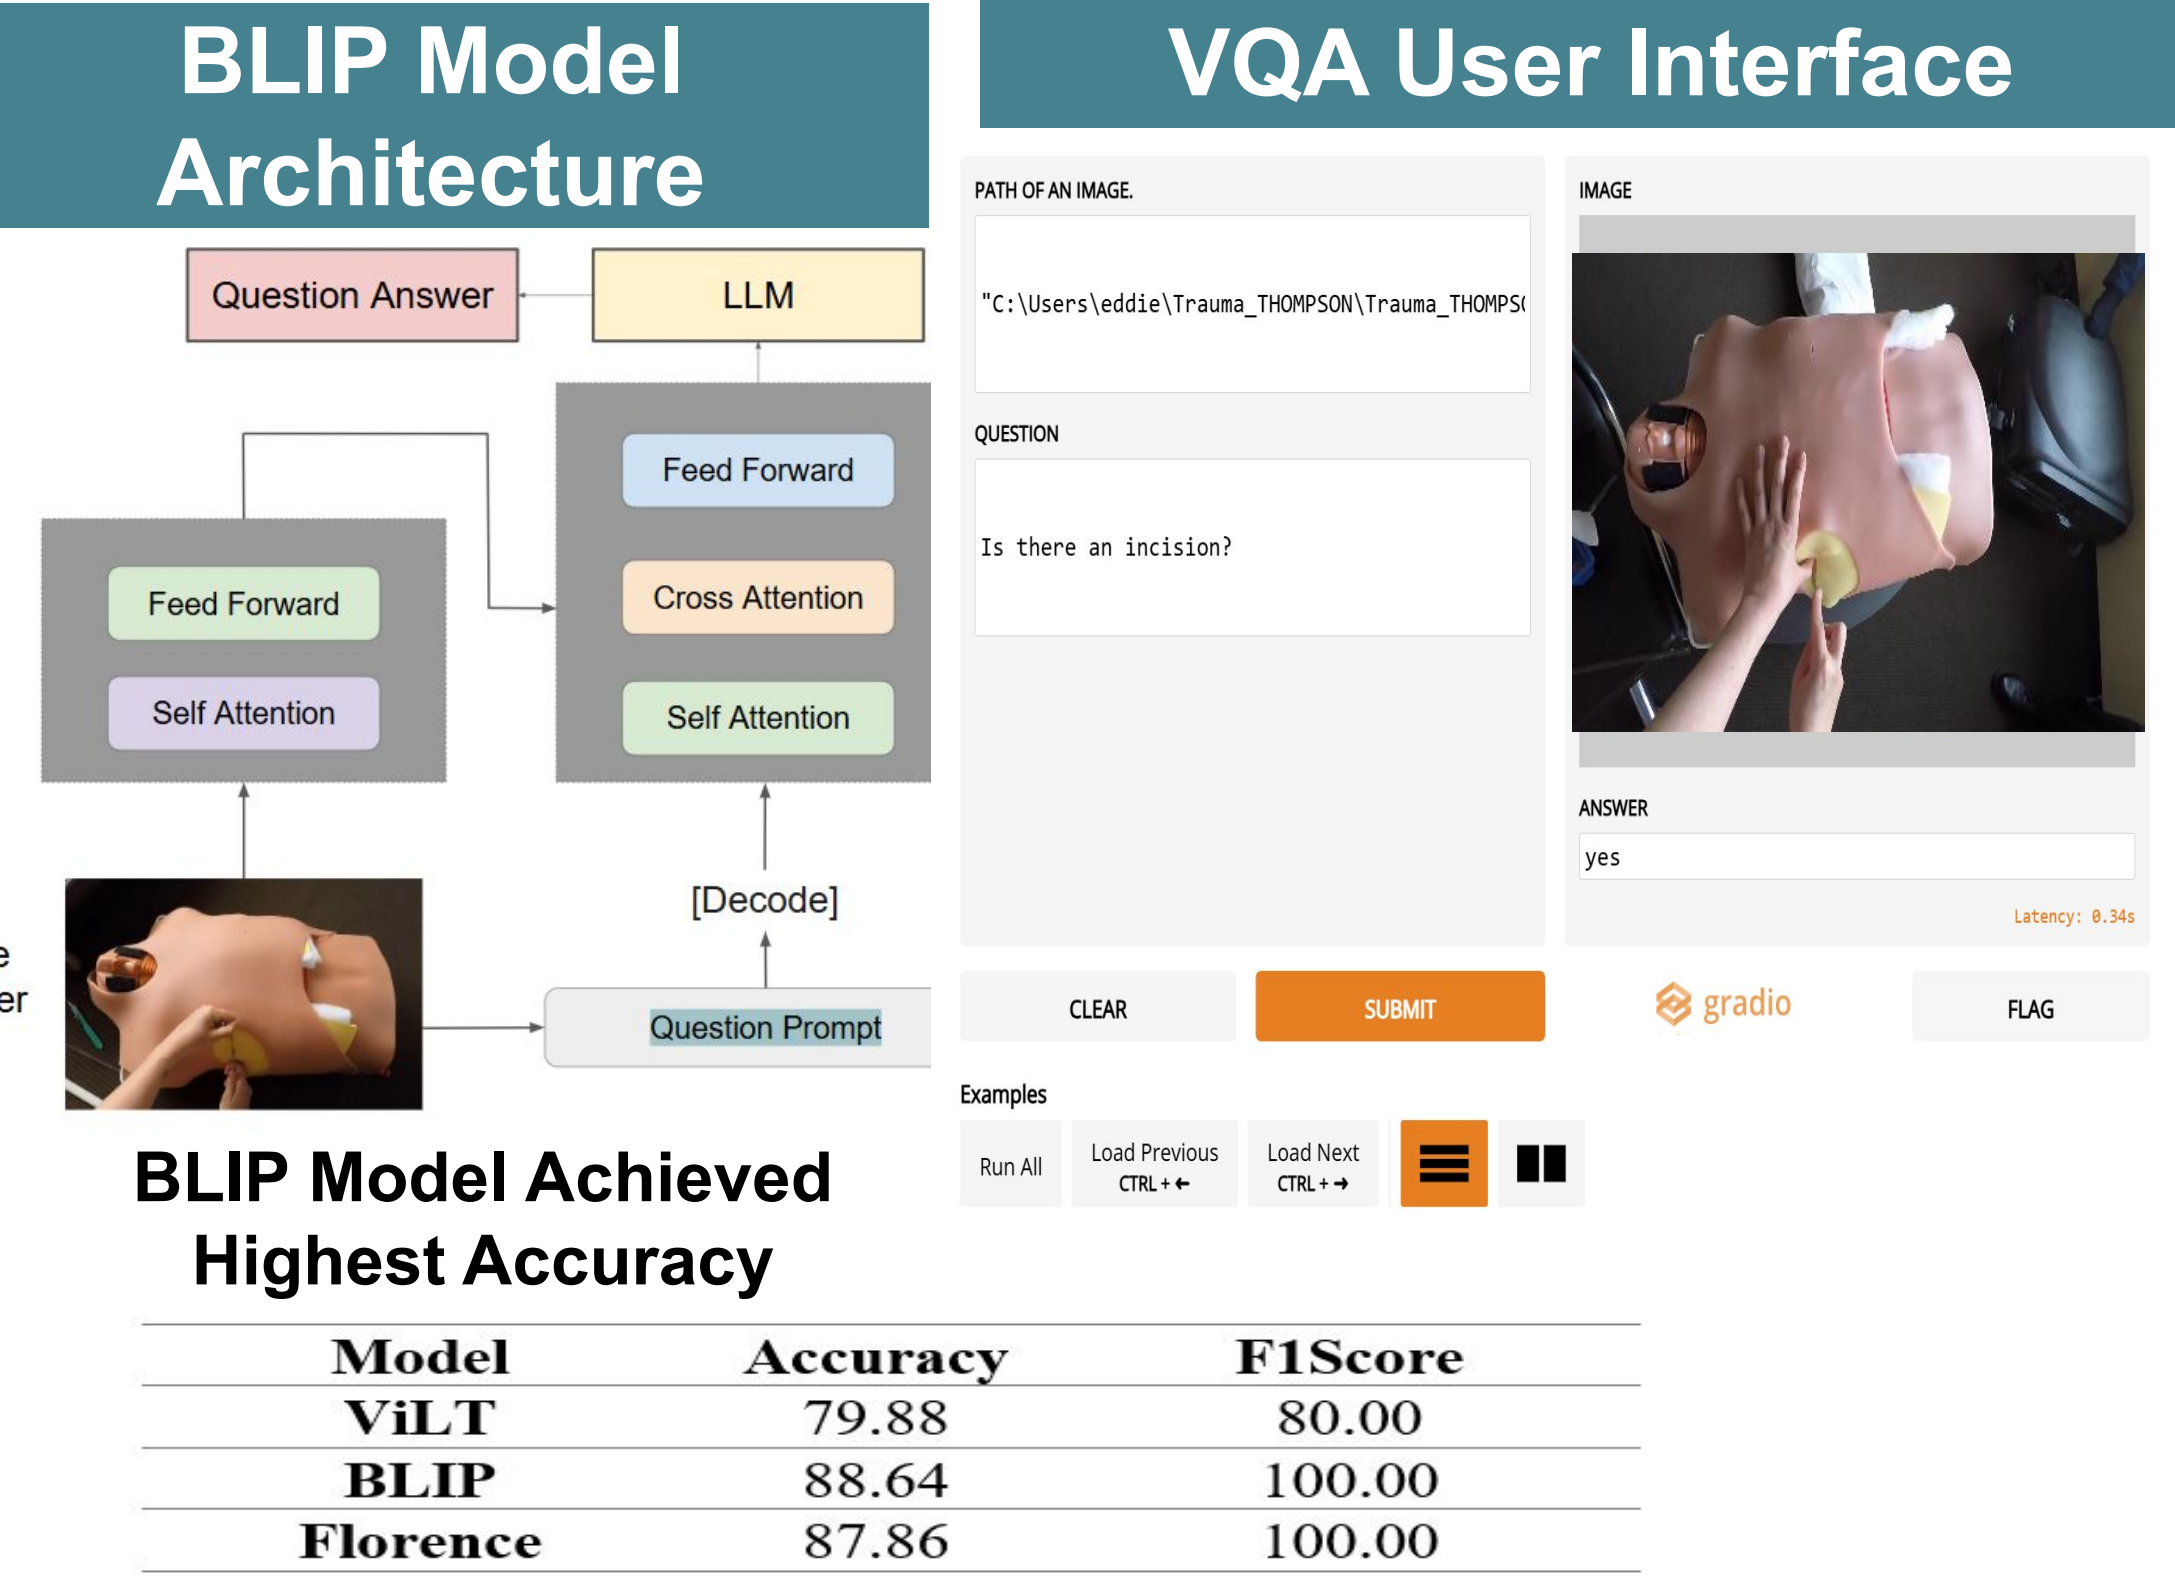 BLIP Model
Architecture
Question Answer
LLM
Feed Forward
Cross Attention
Self Attention
Feed Forward
Self Attention
[Decode]
e
er
Question Prompt
BLIP Model Achieved
Highest Accuracy
VQA User Interface
PATH OF AN IMAGE.
"C:\Users\eddie\Trauma_THOMPSON\Trauma_THOMPS
QUESTION
Is there an incision?
IMAGE
ANSWER
yes
Latency: 0.34s
CLEAR
SUBMIT
gradio
FLAG
Examples
Run All
Load Previous
CTRL + ←
Load Next
CTRL + →
Model Accuracy F1Score
ViLT 79.88 80.00
BLIP 88.64 100.00
Florence 87.86 100.00